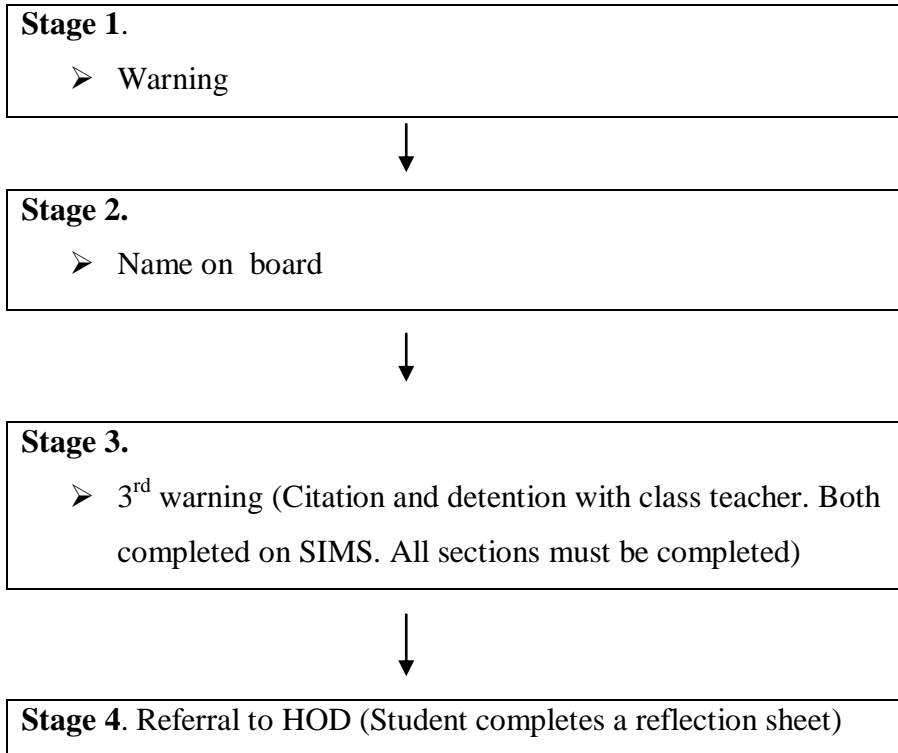 Stage 1.
➢ Warning
Stage 2.
➢ Name on board
Stage 3.
➢ 3rd warning (Citation and detention with class teacher. Both
completed on SIMS. All sections must be completed)
Stage 4. Referral to HOD (Student completes a reflection sheet)